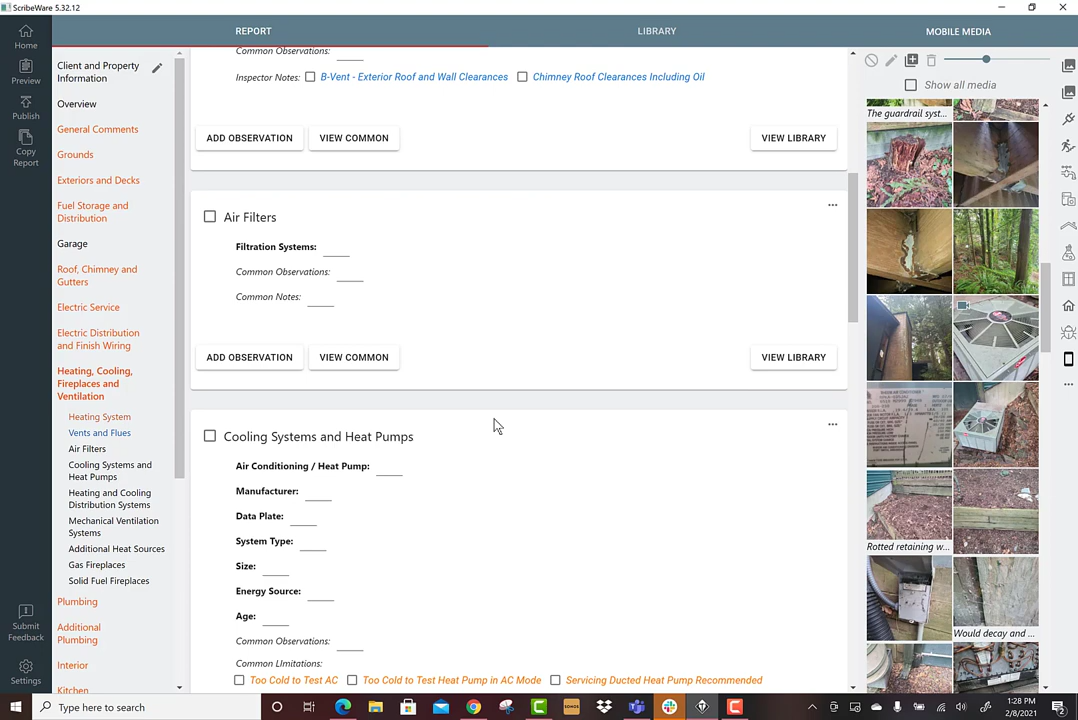 ScribeWare 5.32.12
REPORT
LIBRARY
MOBILE MEDIA
Home
Preview
Publish
Copy
Report
Submit
Feedback
Settings
Client and Property
Information
Overview
General Comments
Grounds
Exteriors and Decks
Fuel Storage and
Distribution
Garage
Roof, Chimney and
Gutters
Electric Service
Electric Distribution
and Finish Wiring
Heating, Cooling,
Fireplaces and
Ventilation
Heating System
Vents and Flues
Air Filters
Cooling Systems and
Heat Pumps
Heating and Cooling
Distribution Systems
Mechanical Ventilation
Systems
Additional Heat Sources
Gas Fireplaces
Solid Fuel Fireplaces
Plumbing
Additional
Plumbing
Interior
Kitchen
Common Observations:
Inspector Notes: B-Vent - Exterior Roof and Wall Clearances Chimney Roof Clearances Including Oil
ADD OBSERVATION VIEW COMMON VIEW LIBRARY
Air Filters
Filtration Systems:
Common Observations:
Common Notes:
ADD OBSERVATION VIEW COMMON VIEW LIBRARY
Cooling Systems and Heat Pumps
Air Conditioning / Heat Pump:
Manufacturer:
Data Plate:
System Type:
Size:
Energy Source:
Age:
Common Observations:
Common LImitations:
Too Cold to Test AC Too Cold to Test Heat Pump in AC Mode Servicing Ducted Heat Pump Recommended
Show all media
The guardrail syst...
Rotted retaining w...
Would decay and ...
Type here to search
1:28 PM
2/8/2021
2